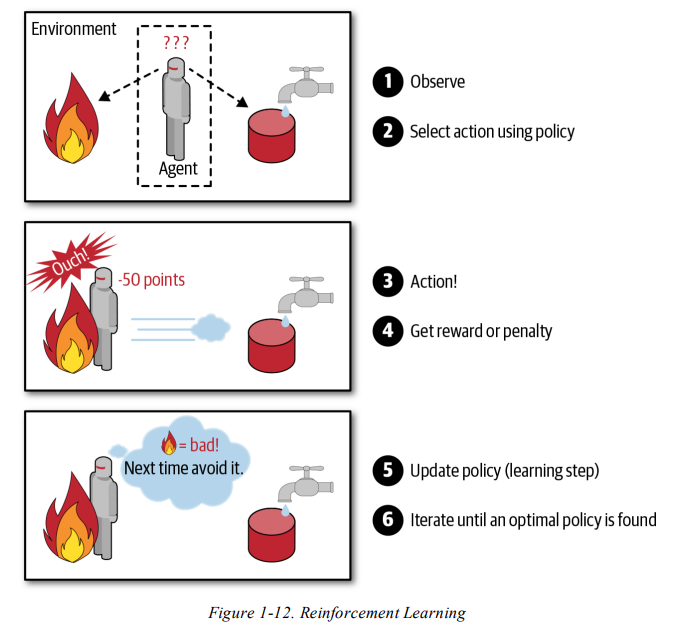 Environment
???
Agent
1 Observe
2 Select action using policy
Ouch!
-50 points
3 Action!
4 Get reward or penalty
= bad!
Next time avoid it.
5 Update policy (learning step)
6 Iterate until an optimal policy is found
Figure 1-12. Reinforcement Learning